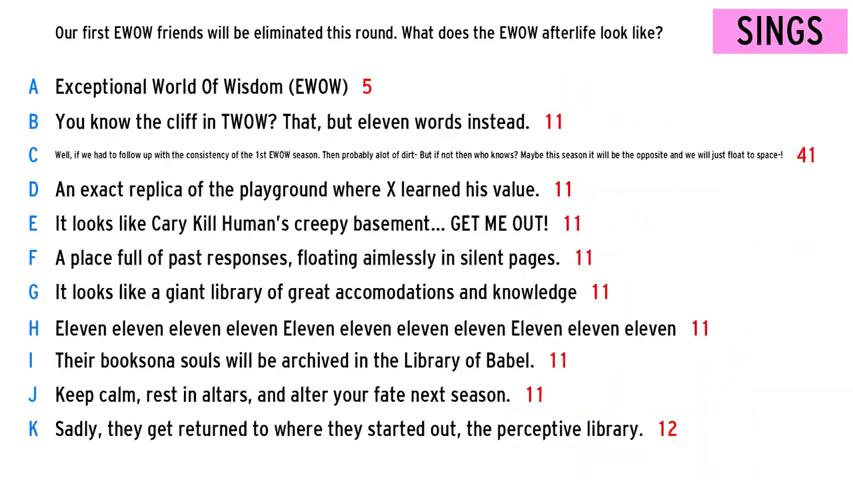 Our first EWOW friends will be eliminated this round. What does the EWOW afterlife look like?
SINGS
A Exceptional World Of Wisdom (EWOW) 5
B You know the cliff in TWOW? That, but eleven words instead. 11
C Well, if we had to follow up with the consistency of the 1st EWOW season. Then probably alot of dirt- But if not then who knows? Maybe this season it will be the opposite and we will just float to space-! 41
D An exact replica of the playground where X learned his value. 11
E It looks like Cary Kill Human's creepy basement... GET ME OUT! 11
F A place full of past responses, floating aimlessly in silent pages. 11
G It looks like a giant library of great accomodations and knowledge 11
H Eleven eleven eleven eleven Eleven eleven eleven eleven Eleven eleven eleven 11
I Their booksona souls will be archived in the Library of Babel. 11
J Keep calm, rest in altars, and alter your fate next season. 11
K Sadly, they get returned to where they started out, the perceptive library. 12